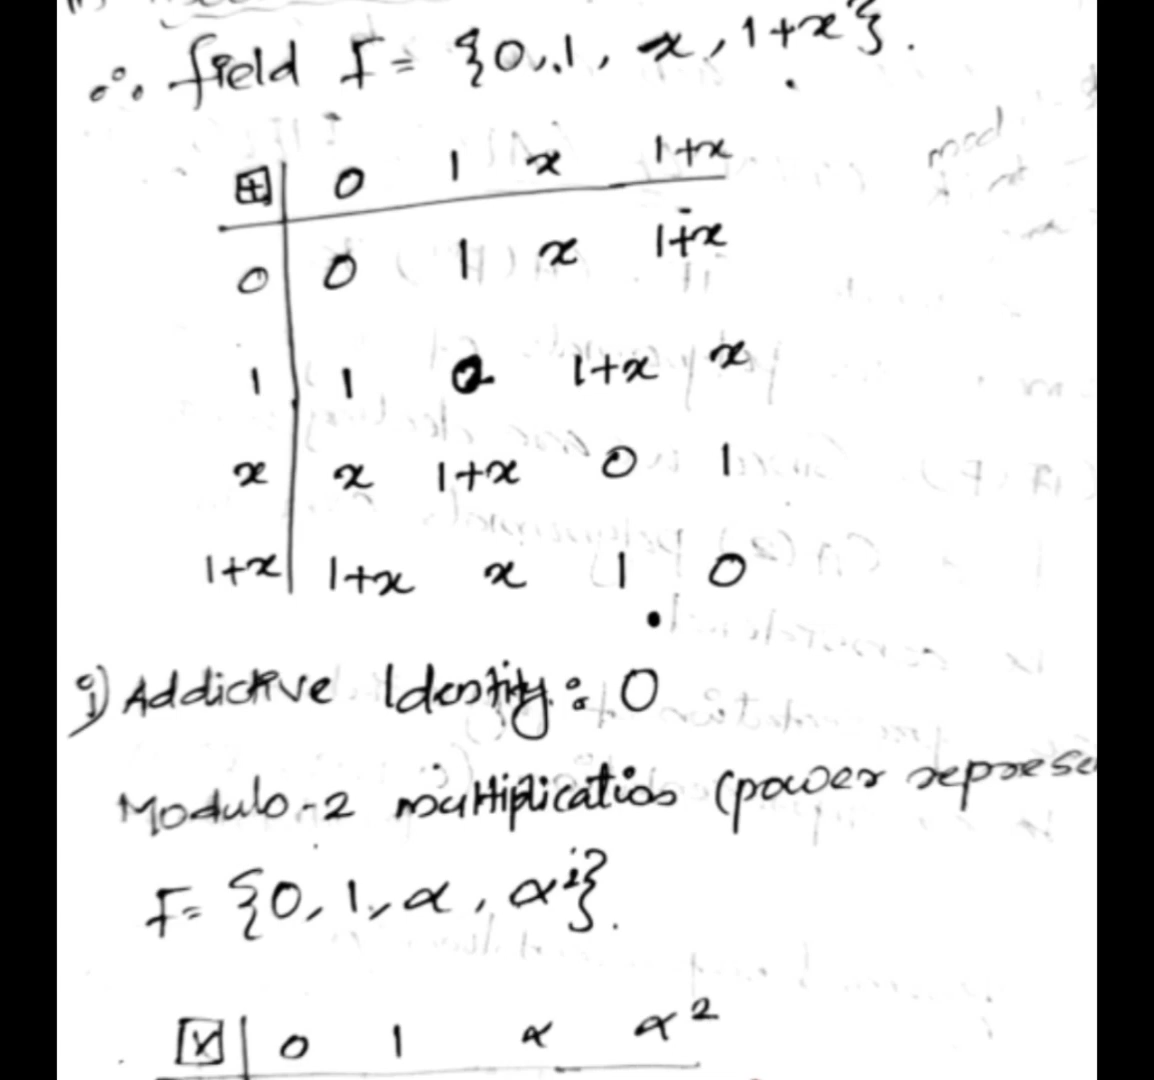 ∴ field F= {0,1, x, 1+x}.
⊞ 0 1 x 1+x
0 0 1 x 1+x
1 1 0 1+x x
x x 1+x 0 1
1+x 1+x x 1 0
i) Addictive Identity: 0
Modulo-2 multiplication (power represe
F= {0, 1, α, α²}.
⊠ 0 1 α α²